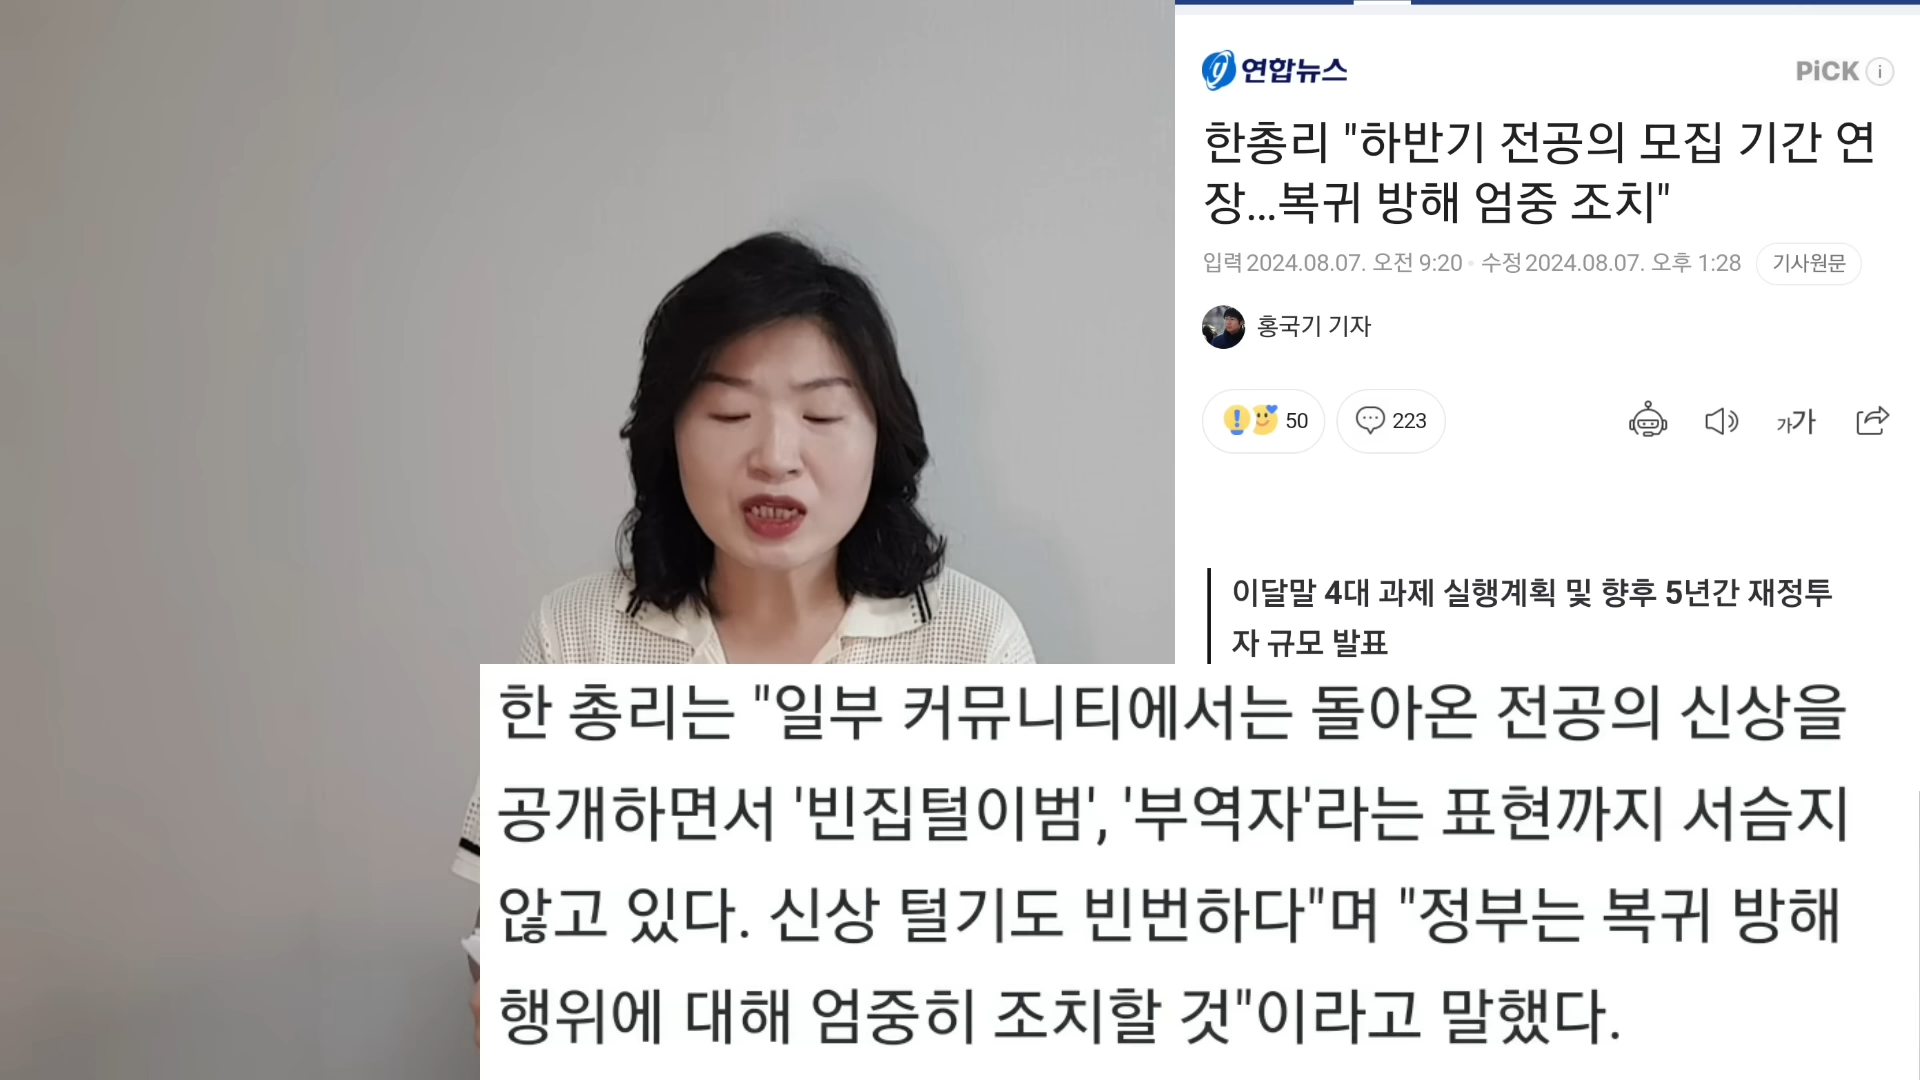 연합뉴스
PiCK i
한총리 "하반기 전공의 모집 기간 연
장...복귀 방해 엄중 조치"
입력 2024.08.07. 오전 9:20 수정 2024.08.07. 오후 1:28 기사원문
홍국기 기자
50 223 가가
이달말 4대 과제 실행계획 및 향후 5년간 재정투
자 규모 발표
한 총리는 "일부 커뮤니티에서는 돌아온 전공의 신상을
공개하면서 '빈집털이범', '부역자'라는 표현까지 서슴지
않고 있다. 신상 털기도 빈번하다"며 "정부는 복귀 방해
행위에 대해 엄중히 조치할 것"이라고 말했다.